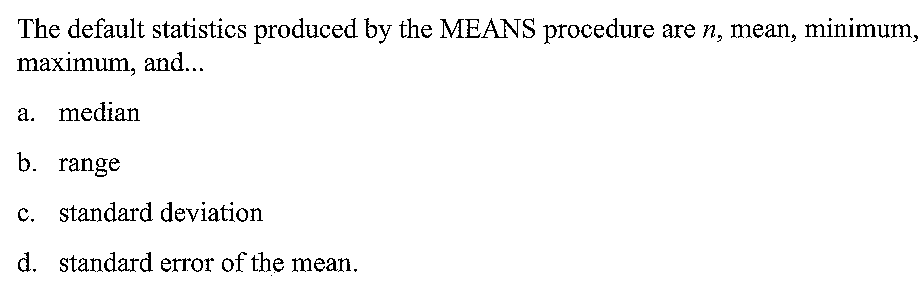 The default statistics produced by the MEANS procedure are n, mean, minimum,
maximum, and...
a. median
b. range
c. standard deviation
d. standard error of the mean.